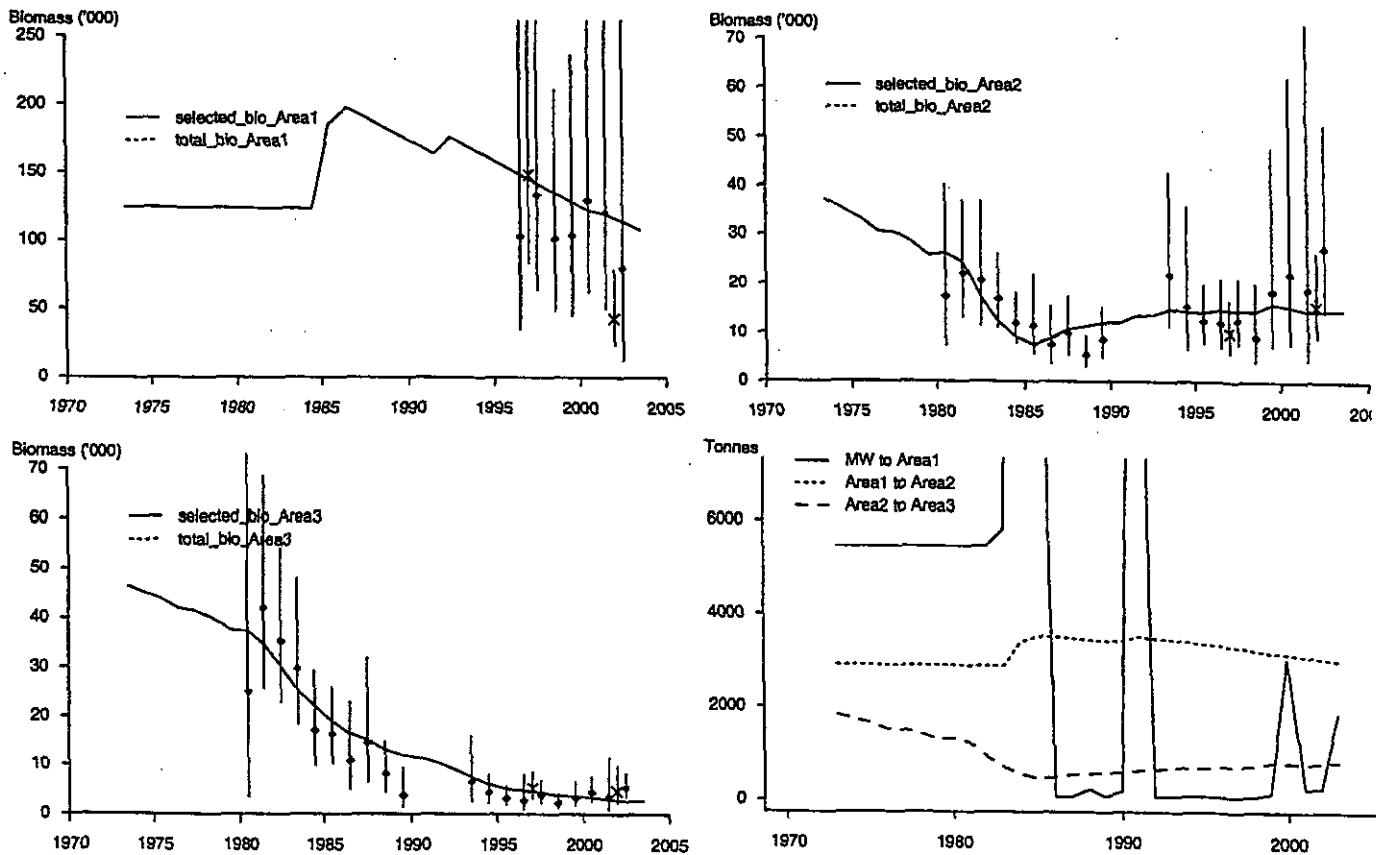 Biomass ('000)
250
200
150
100
50
0
selected_bio_Area1
total_bio_Area1
1970 1975 1980 1985 1990 1995 2000 2005
Biomass ('000)
70
60
50
40
30
20
10
0
selected_bio_Area2
total_bio_Area2
1970 1975 1980 1985 1990 1995 2000 20
Biomass ('000)
70
60
50
40
30
20
10
0
selected_bio_Area3
total_bio_Area3
1970 1975 1980 1985 1990 1995 2000 2005
Tonnes
6000
4000
2000
0
MW to Area1
Area1 to Area2
Area2 to Area3
1970 1980 1990 2000